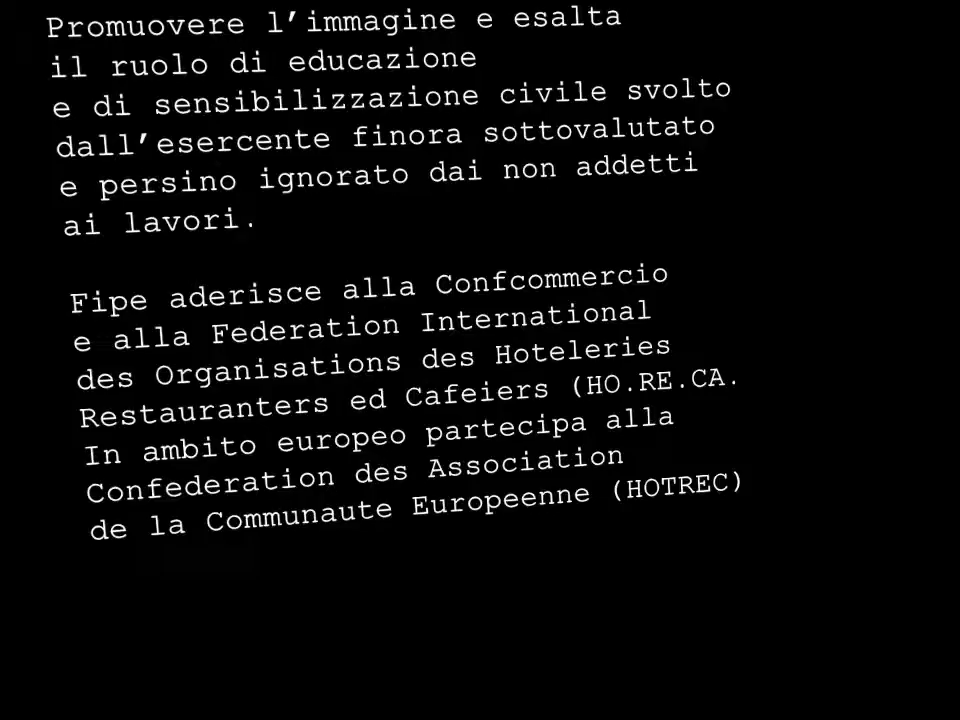 Promuovere l’immagine e esalta
il ruolo di educazione
e di sensibilizzazione civile svolto
dall’esercente finora sottovalutato
e persino ignorato dai non addetti
ai lavori.
Fipe aderisce alla Confcommercio
e alla Federation International
des Organisations des Hoteleries
Restauranters ed Cafeiers (HO.RE.CA.
In ambito europeo partecipa alla
Confederation des Association
de la Communaute Europeenne (HOTREC)